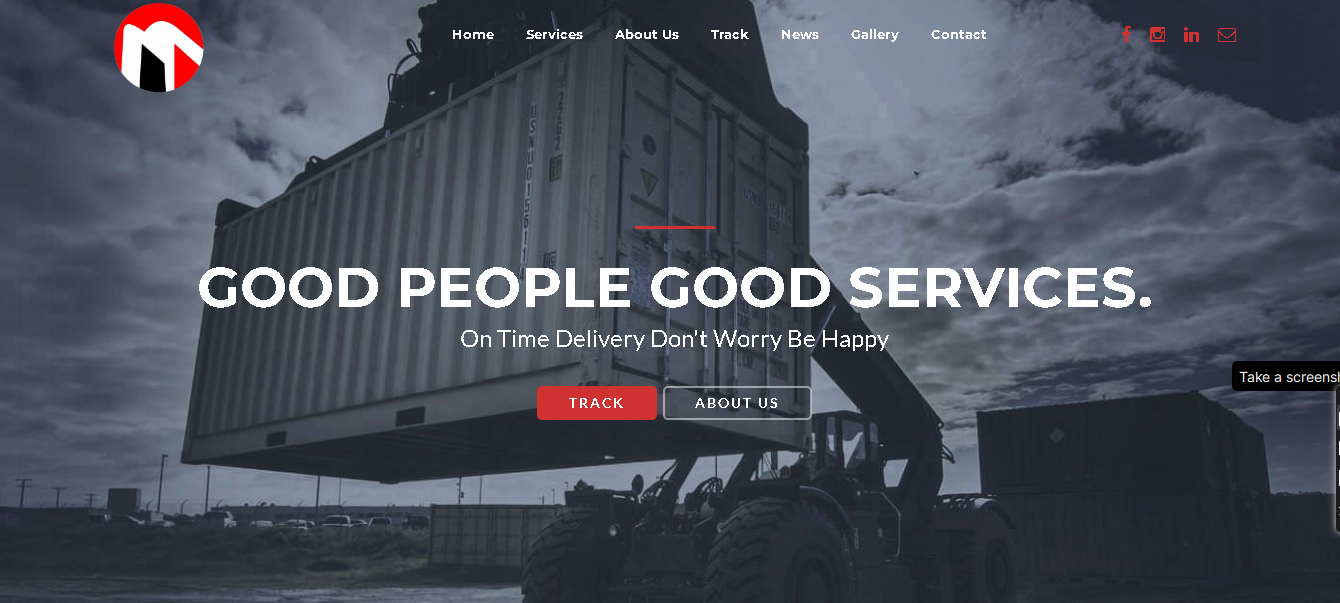 Home Services About Us Track News Gallery Contact
GOOD PEOPLE GOOD SERVICES.
On Time Delivery Don't Worry Be Happy
TRACK ABOUT US
Take a screensh